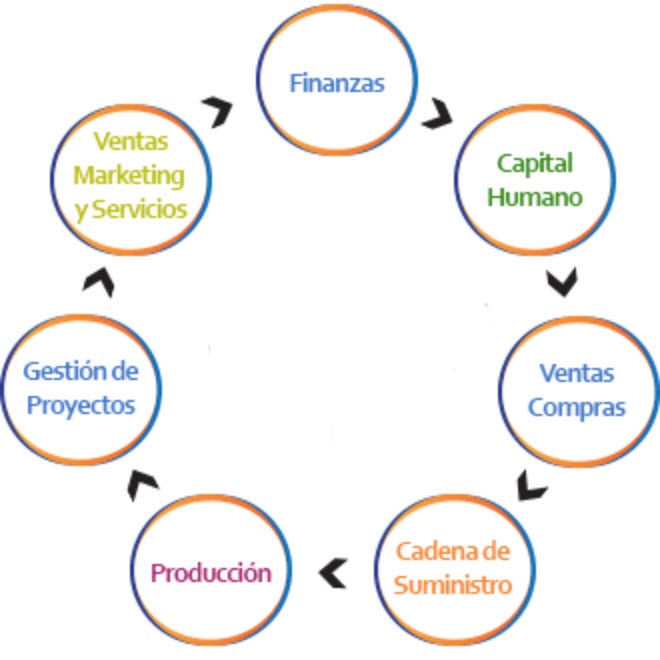 Finanzas
Capital
Humano
Ventas
Compras
Cadena de
Suministro
Producción
Gestión de
Proyectos
Ventas
Marketing
y Servicios